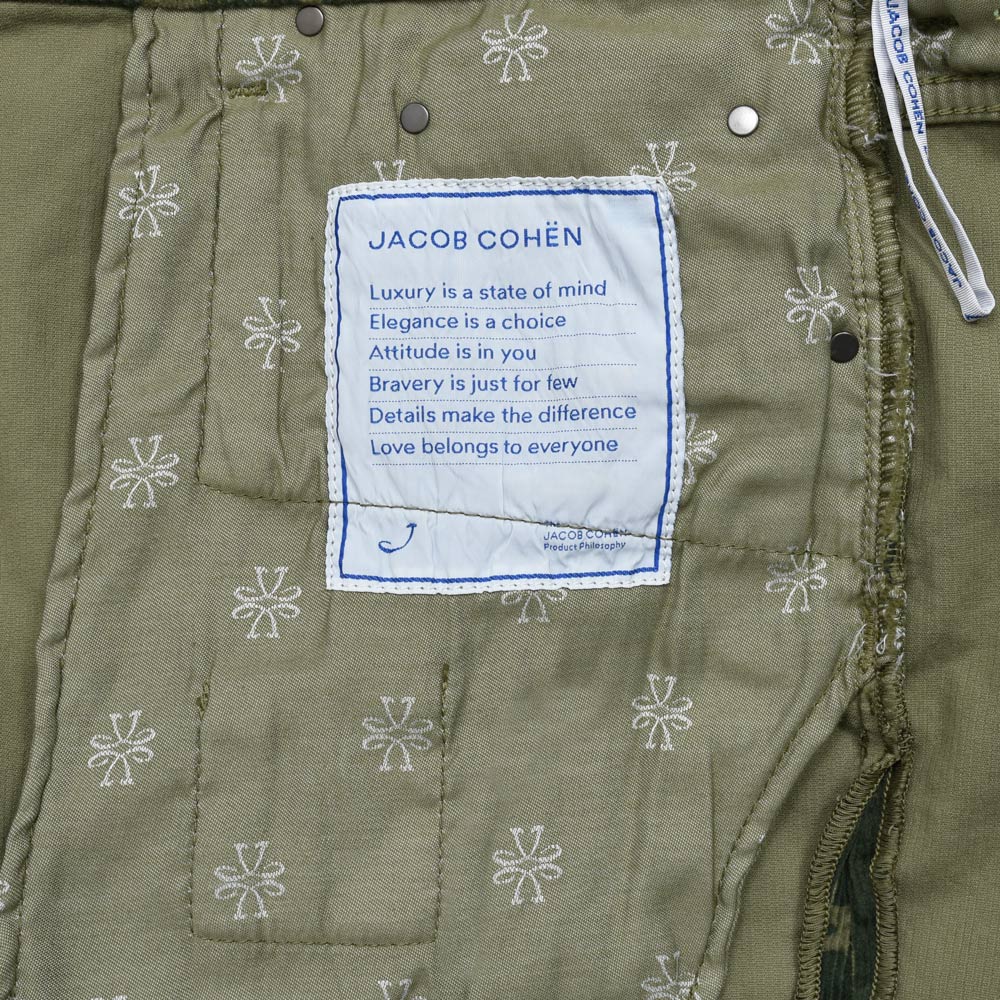 JACOB COHËN
JACOB COHËN
Luxury is a state of mind
Elegance is a choice
Attitude is in you
Bravery is just for few
Details make the difference
Love belongs to everyone
JACOB COHËN
Product Philosophy